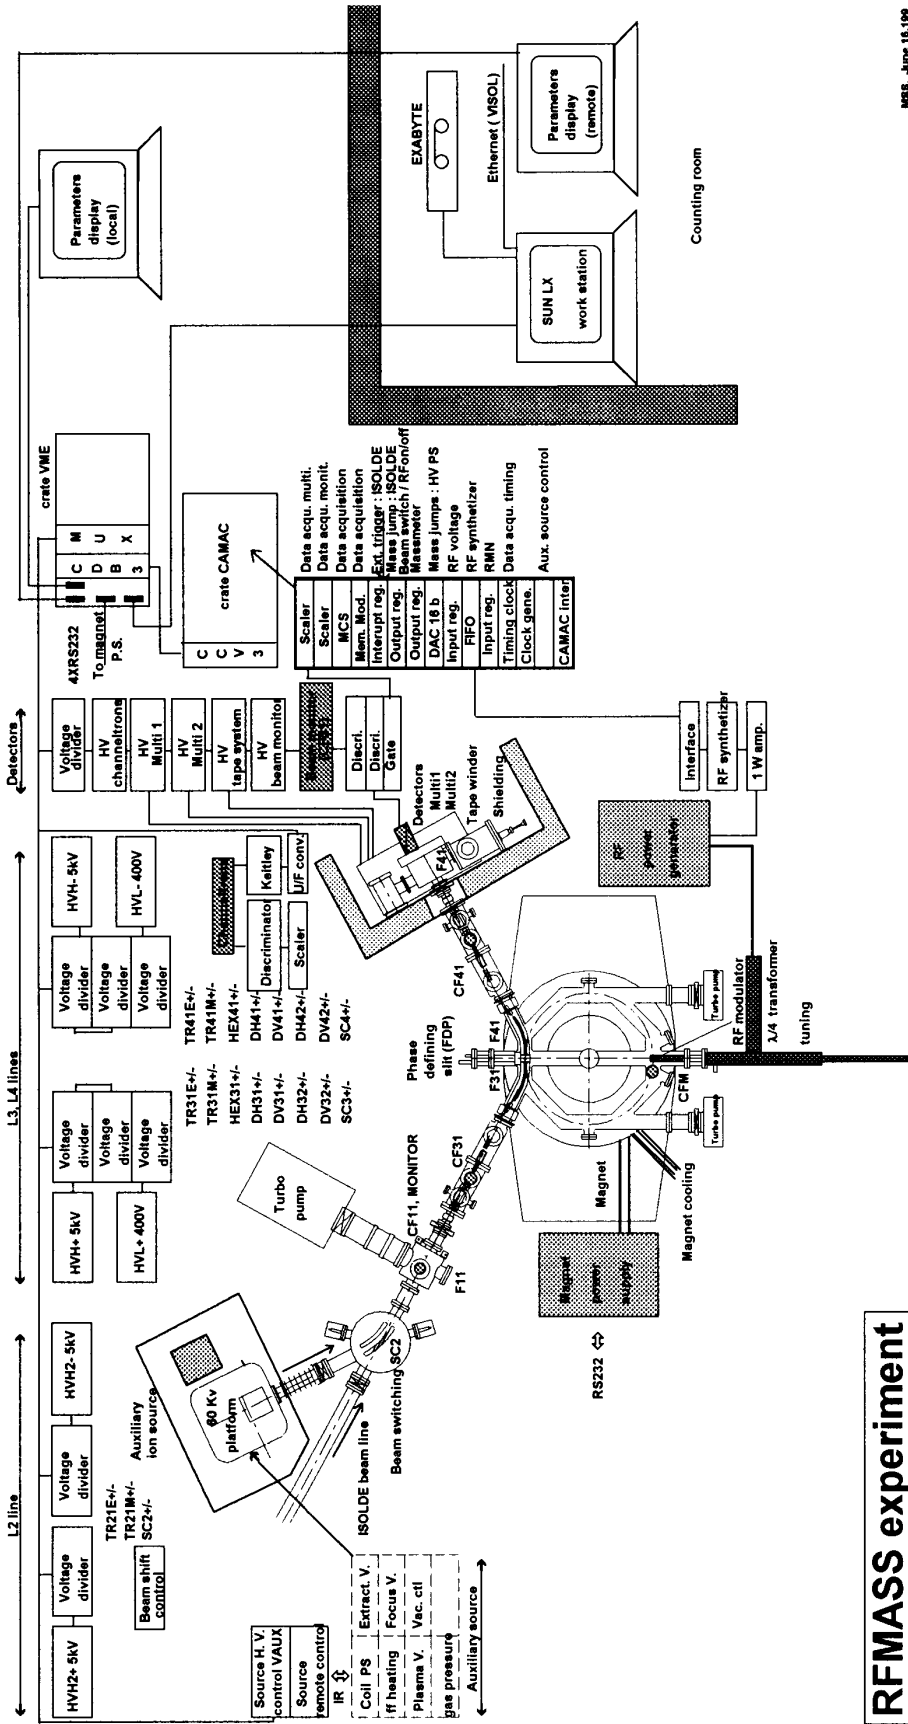 L2 line
L3, L4 lines
Detectors
HVH2+ 5kV
Voltage
divider
Voltage
divider
HVH2- 5kV
HVH+ 5kV
HVL+ 400V
Voltage
divider
Voltage
divider
Voltage
divider
Voltage
divider
Voltage
divider
Voltage
divider
HVH- 5kV
HVL- 400V
Voltage
divider
HV
channeltrons
HV
Multi 1
HV
Multi 2
HV
tape system
HV
beam monitor
Discri.
Discri.
Gate
4XRS232
To magnet
P.S.
crate VME
C
D
B
3
M
U
X
C
C
V
3
crate CAMAC
Parameters
display
(local)
Beam shift
control
TR21E+/-
TR21M+/-
SC2+/-
TR31E+/-
TR31M+/-
HEX31+/-
DH31+/-
DV31+/-
DH32+/-
DV32+/-
SC3+/-
TR41E+/-
TR41M+/-
HEX41+/-
DH41+/-
DV41+/-
DH42+/-
DV42+/-
SC4+/-
Discriminator
Scaler
Keitley
U/F conv.
Scaler
Scaler
MCS
Mem. Mod.
Interrupt reg.
Output reg.
Output reg.
DAC 16 b
Input reg.
FIFO
Input reg.
Timing clock
Clock gene.
CAMAC inter
Data acqu. multi.
Data acqu. monit.
Data acquisition
Data acquisition
Ext. trigger : ISOLDE
Mass jump : ISOLDE
Beam switch / RFon/off
Massmeter
Mass jumps : HV PS
RF voltage
RF synthetizer
RMN
Data acqu. timing
Aux. source control
EXABYTE
Ethernet ( VISOL)
SUN LX
work station
Parameters
display
(remote)
Counting room
Source H. V.
control VAUX
Source
remote control
IR
Coil PS
ff heating
Plasma V.
gas pressure
Extract. V.
Focus V.
Vac. ctl
Auxiliary source
Auxiliary
ion source
60 Kv
platform
ISOLDE beam line
Beam switching SC2
Turbo
pump
CF11, MONITOR
F11
CF31
F31
Phase
defining
slit (FDP)
F41
CF41
F41
Detectors
Multi1
Multi2
Tape winder
Shielding
Interface
RF synthetizer
1 W amp.
RF
power
generator
RF modulator
λ/4 transformer
tuning
CFM
Turbo pump
Turbo pump
Magnet
Magnet cooling
Magnet
power
supply
RS232
RFMASS experiment